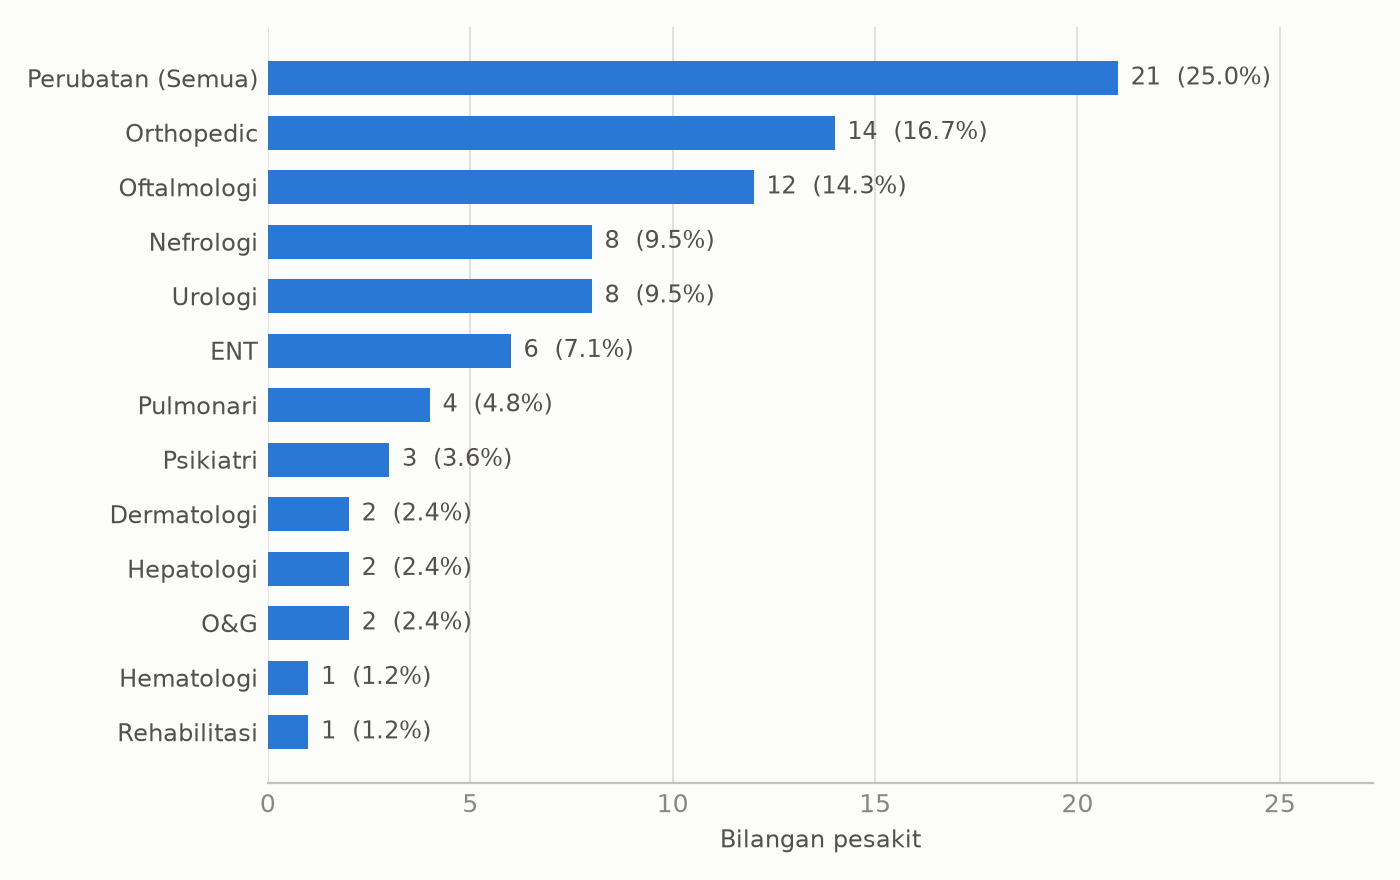 Perubatan (Semua) 21 (25.0%)
Orthopedic 14 (16.7%)
Oftalmologi 12 (14.3%)
Nefrologi 8 (9.5%)
Urologi 8 (9.5%)
ENT 6 (7.1%)
Pulmonari 4 (4.8%)
Psikiatri 3 (3.6%)
Dermatologi 2 (2.4%)
Hepatologi 2 (2.4%)
O&G 2 (2.4%)
Hematologi 1 (1.2%)
Rehabilitasi 1 (1.2%)
0 5 10 15 20 25
Bilangan pesakit